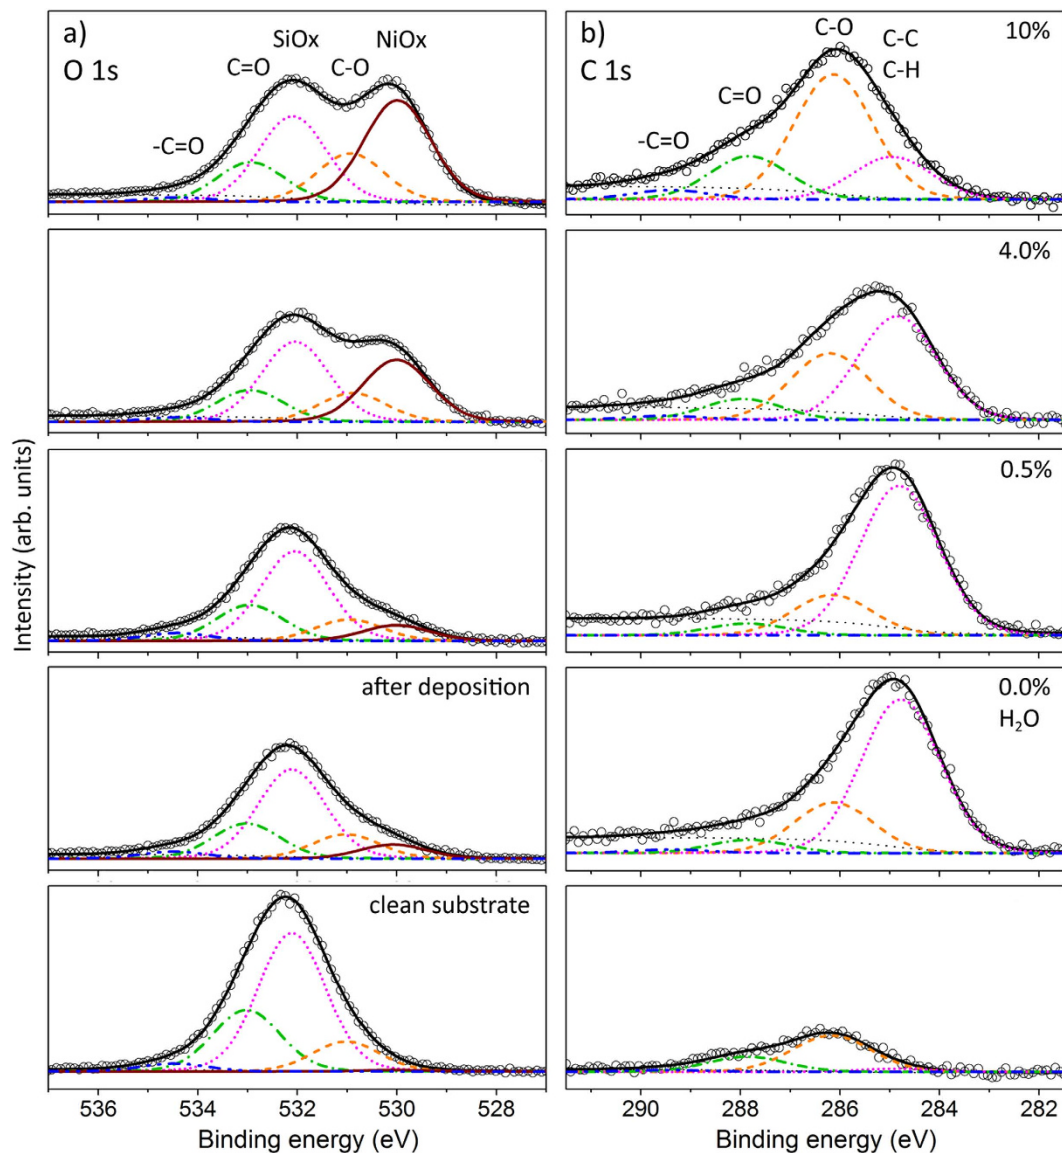 a)
O 1s
SiOx
NiOx
C=O
C-O
-C=O
b)
C 1s
C-O
C-C
C-H
C=O
-C=O
10%
4.0%
0.5%
after deposition
0.0%
H₂O
clean substrate
Intensity (arb. units)
536 534 532 530 528
290 288 286 284 282
Binding energy (eV)
Binding energy (eV)